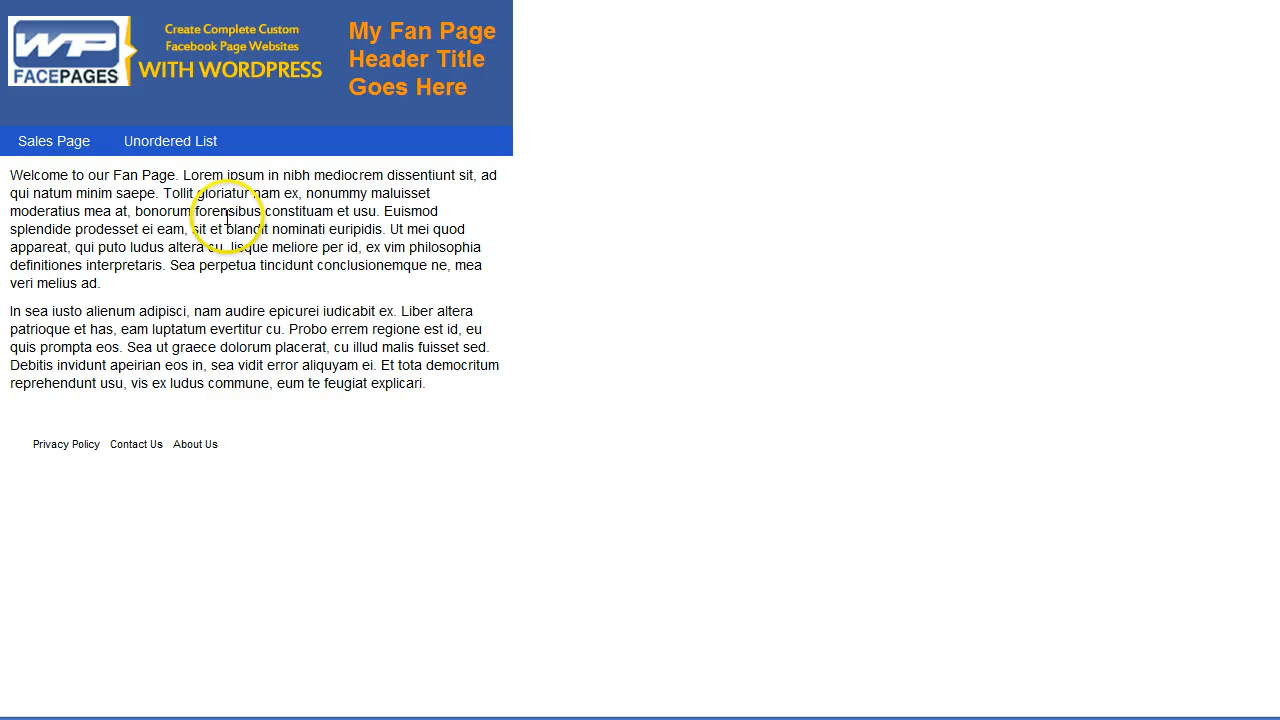 WP
FACEPAGES
Create Complete Custom
Facebook Page Websites
WITH WORDPRESS
My Fan Page
Header Title
Goes Here
Sales Page Unordered List
Welcome to our Fan Page. Lorem ipsum in nibh mediocrem dissentiunt sit, ad
qui natum minim saepe. Tollit gloriatur nam ex, nonummy maluisset
moderatius mea at, bonorum forensibus constituam et usu. Euismod
splendide prodesset ei eam, sit et blandit nominati euripidis. Ut mei quod
appareat, qui puto ludus altera cu, lisque meliore per id, ex vim philosophia
definitiones interpretaris. Sea perpetua tincidunt conclusionemque ne, mea
veri melius ad.
In sea iusto alienum adipisci, nam audire epicurei iudicabit ex. Liber altera
patrioque et has, eam luptatum evertitur cu. Probo errem regione est id, eu
quis prompta eos. Sea ut graece dolorum placerat, cu illud malis fuisset sed.
Debitis invidunt apeirian eos in, sea vidit error aliquyam ei. Et tota democritum
reprehendunt usu, vis ex ludus commune, eum te feugiat explicari.
Privacy Policy Contact Us About Us